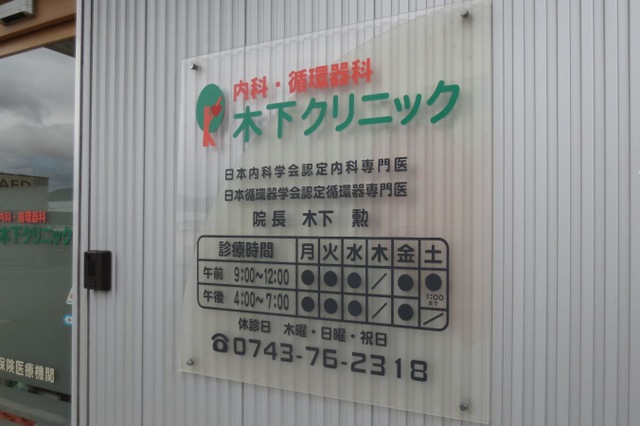 内科・循環器科
木下クリニック
日本内科学会認定内科専門医
日本循環器学会認定循環器専門医
院長 木下 勲
診療時間 月 火 水 木 金 土
午前 9:00〜12:00 ● ● ● / ● ● 1:00まで
午後 4:00〜7:00 ● ● ● / ● /
休診日 木曜・日曜・祝日
☎0743-76-2318
AED
内科・循環器科
木下クリニック
保険医療機関